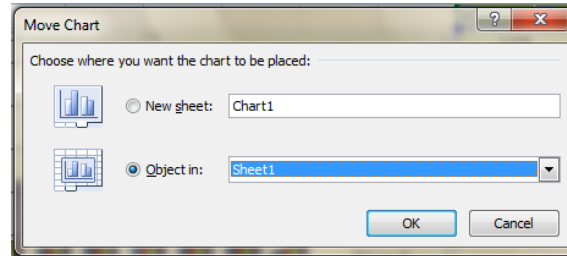 Move Chart
Choose where you want the chart to be placed:
New sheet: Chart1
Object in: Sheet1
OK Cancel